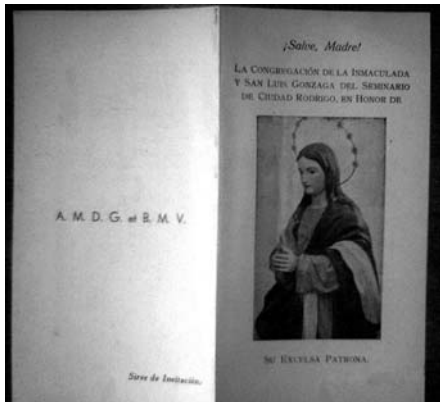 A. M. D. G. et B. M. V.
Sirve de Invitación.
¡Salve, Madre!
LA CONGREGACIÓN DE LA INMACULADA
Y SAN LUIS GONZAGA DEL SEMINARIO
DE CIUDAD RODRIGO, EN HONOR DE
SU EXCELSA PATRONA.